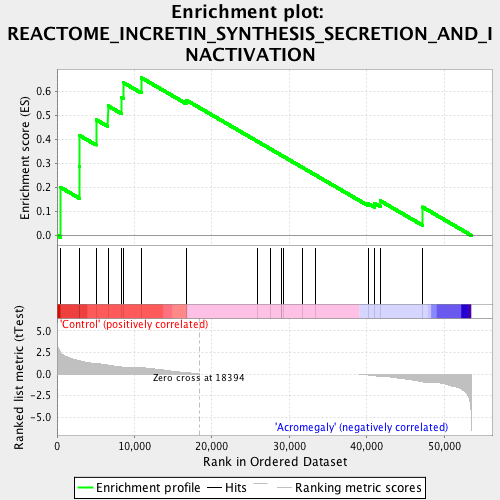 Enrichment plot:
REACTOME_INCRETIN_SYNTHESIS_SECRETION_AND_I
NACTIVATION
Enrichment score (ES)
0.6
0.5
0.4
0.3
0.2
0.1
0.0
'Control' (positively correlated)
Ranked list metric (tTest)
5.0
2.5
0.0
-2.5
-5.0
Zero cross at 18394
'Acromegaly' (negatively correlated)
0
10,000
20,000
30,000
40,000
50,000
Rank in Ordered Dataset
Enrichment profile
Hits
Ranking metric scores